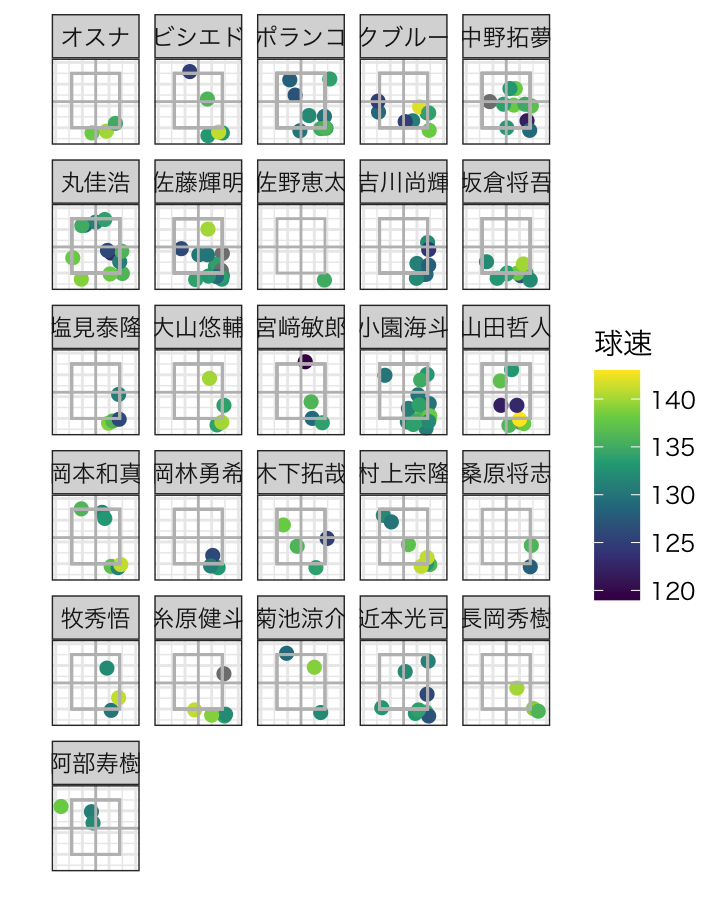 オスナ
ビシエド
ポランコ
クブルー
中野拓夢
丸佳浩
佐藤輝明
佐野恵太
吉川尚輝
坂倉将吾
塩見泰隆
大山悠輔
宮﨑敏郎
小園海斗
山田哲人
岡本和真
岡林勇希
木下拓哉
村上宗隆
桑原将志
牧秀悟
糸原健斗
菊池涼介
近本光司
長岡秀樹
阿部寿樹
球速
140
135
130
125
120